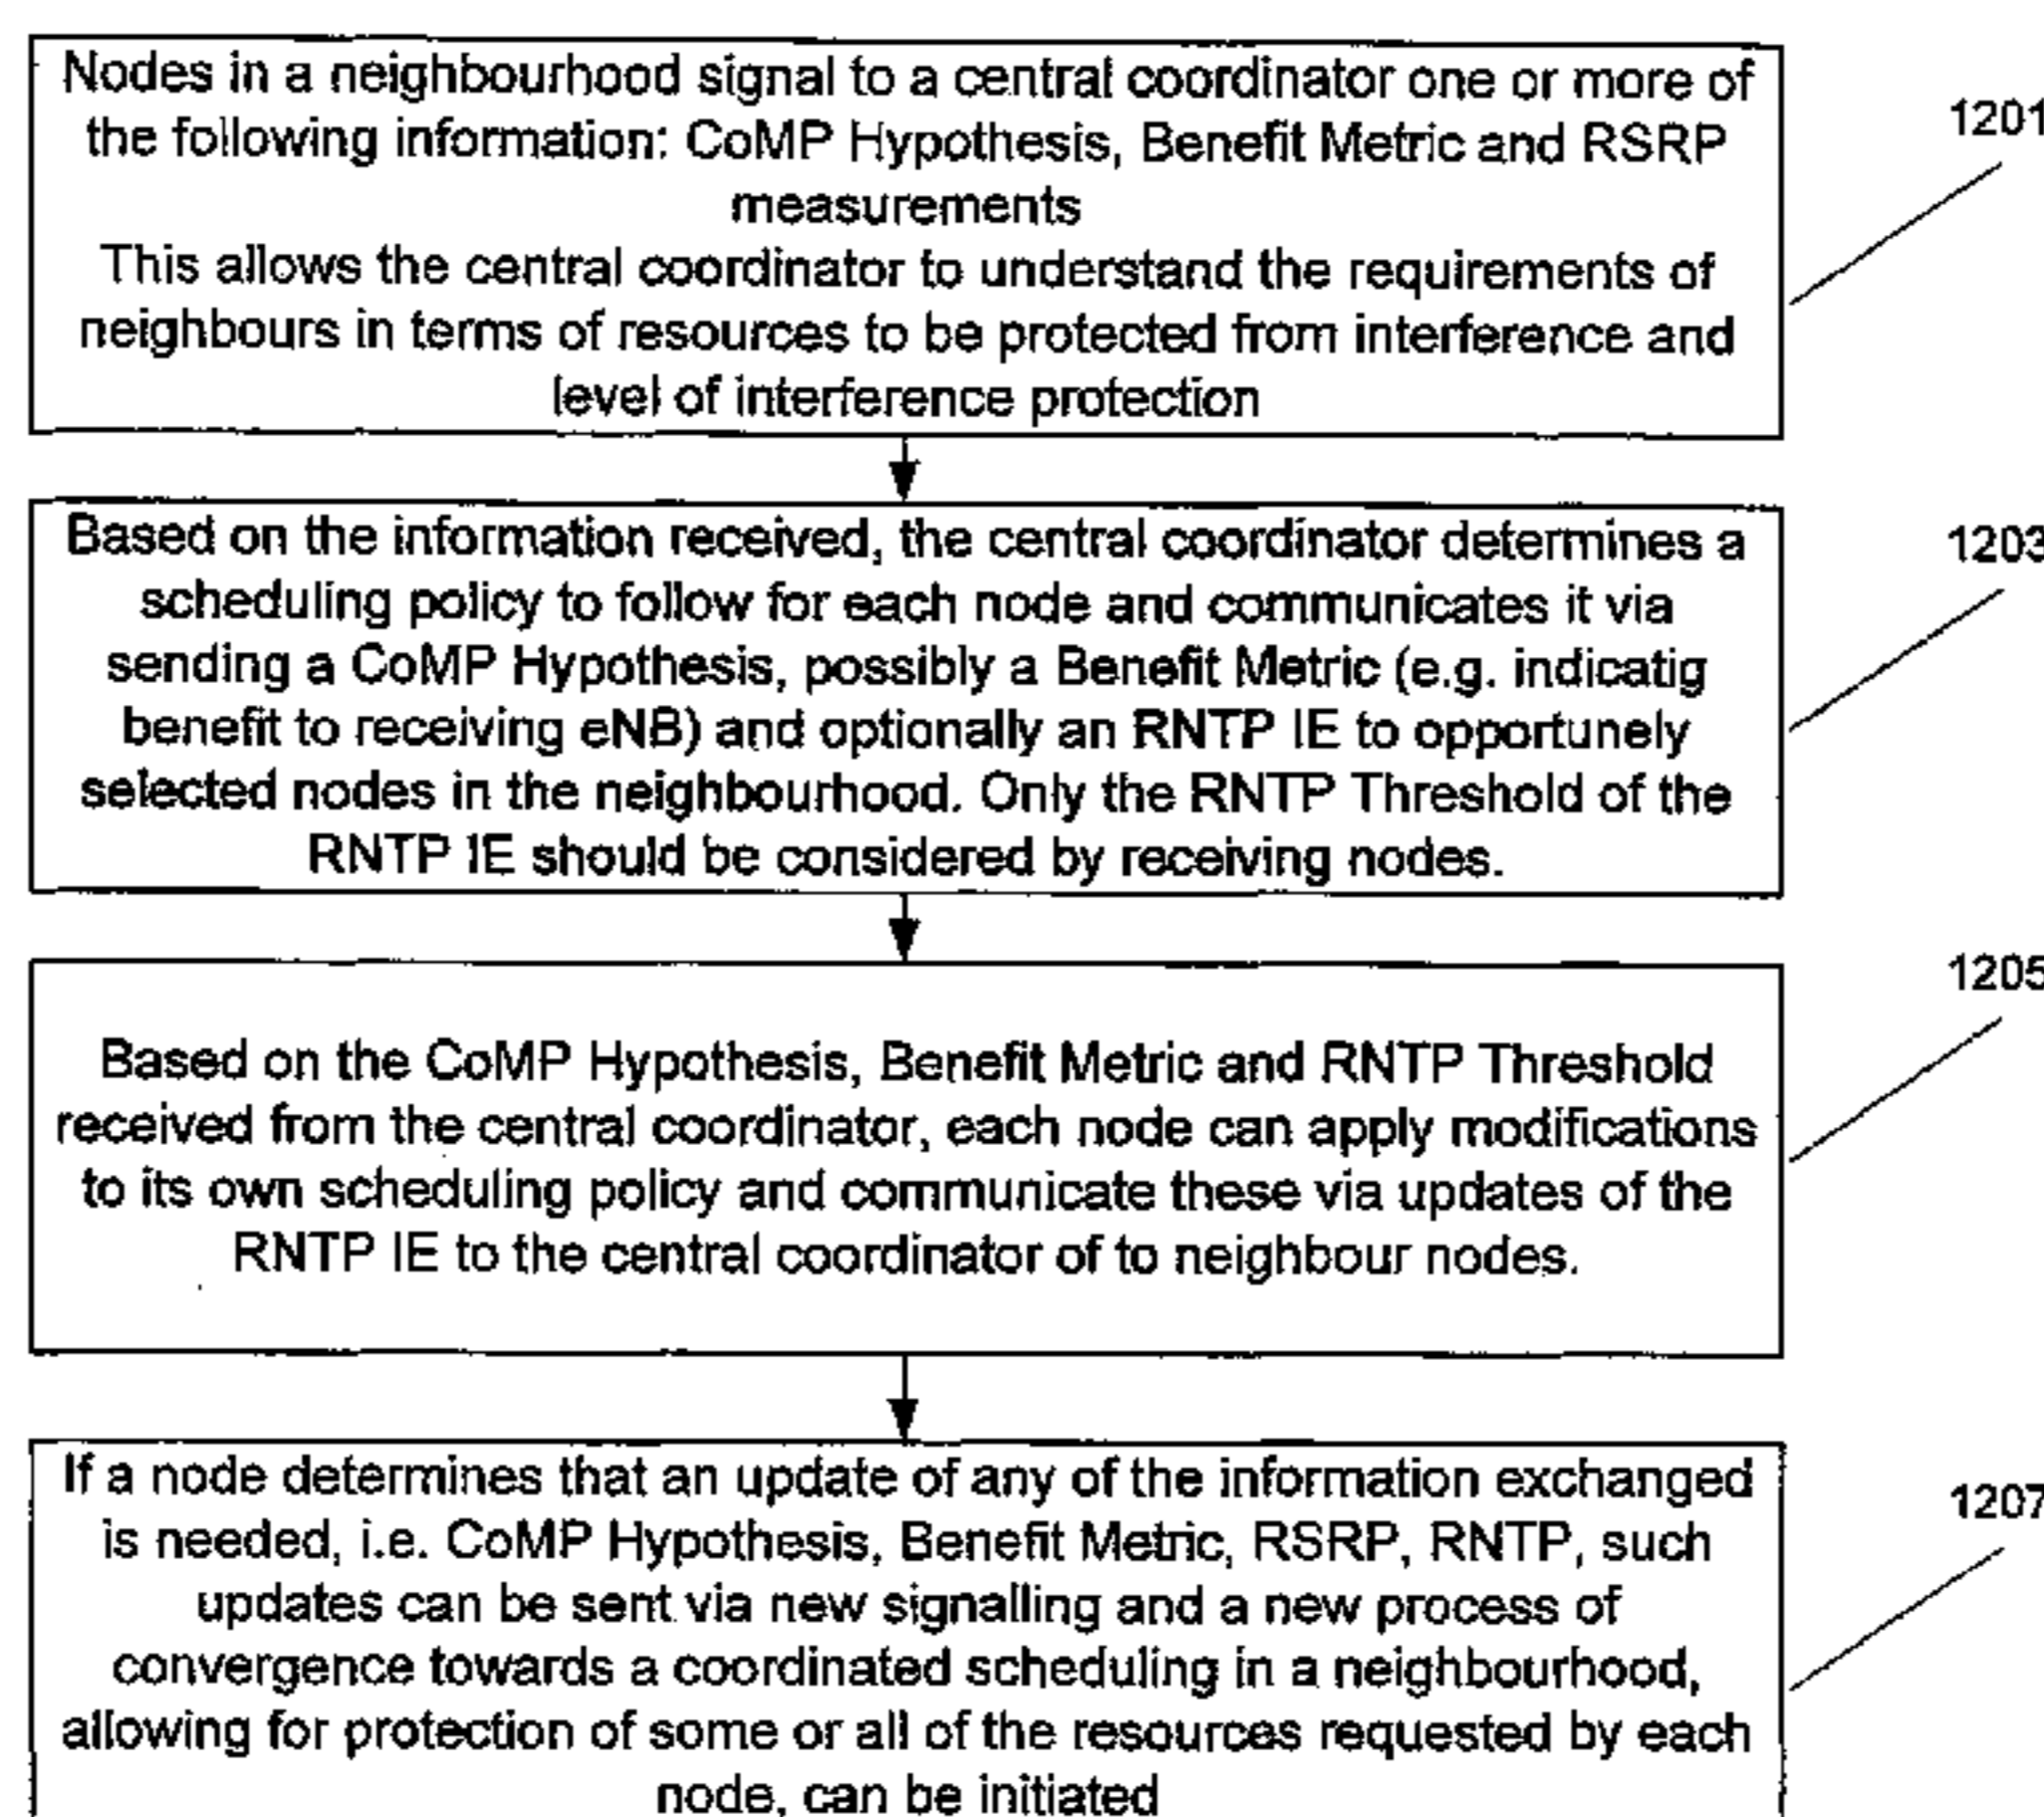 Nodes in a neighbourhood signal to a central coordinator one or more of
the following information: CoMP Hypothesis, Benefit Metric and RSRP
measurements
This allows the central coordinator to understand the requirements of
neighbours in terms of resources to be protected from interference and
level of interference protection
1201
Based on the information received, the central coordinator determines a
scheduling policy to follow for each node and communicates it via
sending a CoMP Hypothesis, possibly a Benefit Metric (e.g. indicatig
benefit to receiving eNB) and optionally an RNTP IE to opportunely
selected nodes in the neighbourhood. Only the RNTP Threshold of the
RNTP IE should be considered by receiving nodes.
1203
Based on the CoMP Hypothesis, Benefit Metric and RNTP Threshold
received from the central coordinator, each node can apply modifications
to its own scheduling policy and communicate these via updates of the
RNTP IE to the central coordinator of to neighbour nodes.
1205
If a node determines that an update of any of the information exchanged
is needed, i.e. CoMP Hypothesis, Benefit Metric, RSRP, RNTP, such
updates can be sent via new signalling and a new process of
convergence towards a coordinated scheduling in a neighbourhood,
allowing for protection of some or all of the resources requested by each
node, can be initiated
1207